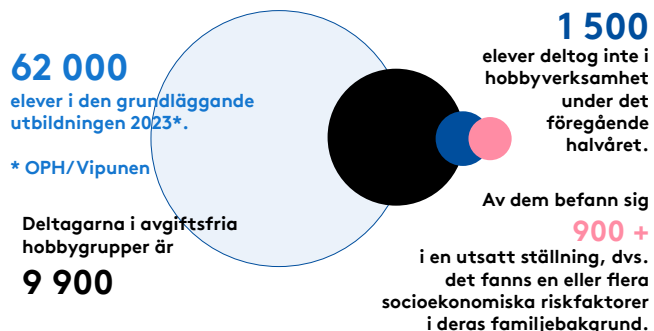 62 000
elever i den grundläggande
utbildningen 2023*.
* OPH/Vipunen
Deltagarna i avgiftsfria
hobbygrupper är
9 900
1 500
elever deltog inte i
hobbyverksamhet
under det
föregående
halvåret.
Av dem befann sig
900 +
i en utsatt ställning, dvs.
det fanns en eller flera
socioekonomiska riskfaktorer
i deras familjebakgrund.